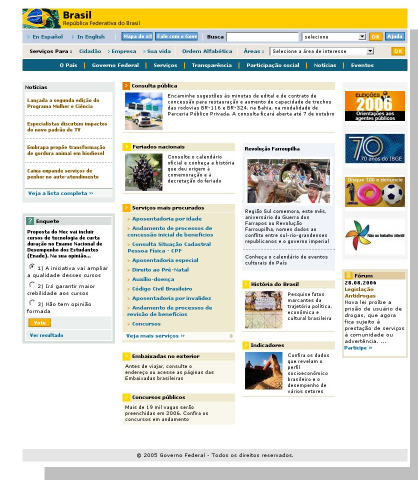 Brasil
República Federativa do Brasil
En Español
In English
Mapa do sit
Fale com o Gove
Busca
selecione
OK
Ajuda
Serviços Para :
Cidadão
Empresa
Sua vida
Ordem Alfabética
Áreas :
Selecione a área de interesse
OK
O País
Governo Federal
Serviços
Transparência
Participação social
Notícias
Eventos
Notícias
Lançada a segunda edição do
Programa Mulher e Ciência
Especialistas discutem impactos
do novo padrão de TV
Embrapa propõe transformação
de gordura animal em biodiesel
Caixa expande serviços de
penhor no auto-atendimento
Veja a lista completa »
? Enquete
Proposta do Mec vai incluir
cursos de tecnologia de curta
duração no Exame Nacional de
Desempenho dos Estudantes
(Enade). Na sua opinião...
1) A iniciativa vai ampliar
a qualidade desses cursos
2) Irá garantir maior
credibilidade aos cursos
3) Não tem opinião
formada
Vote
Ver resultado
Consulta pública
Encaminhe sugestões às minutas de edital e de contrato de
concessão para restauração e aumento de capacidade de trechos
das rodovias BR-116 e BR-324, na Bahia, na modalidade de
Parceria Público Privada. A consulta ficará aberta até 7 de outubro
Feriados nacionais
Consulte o calendário
oficial e conheça a história
que deu origem à
comemoração e à
decretação do feriado
Serviços mais procurados
Aposentadoria por idade
Andamento de processos de
concessão inicial de benefícios
Consulta Situação Cadastral
Pessoa Física - CPF
Aposentadoria especial
Direito ao Pré-Natal
Auxílio-doença
Código Civil Brasileiro
Aposentadoria por invalidez
Andamento de processos de
revisão de benefícios
Concursos
Veja mais serviços »
Embaixadas no exterior
Antes de viajar, consulte o
endereço ou acesse as páginas das
Embaixadas brasileiras
Concursos públicos
Mais de 19 mil vagas serão
preenchidas em 2006. Confira os
concursos em andamento
Revolução Farroupilha
Região Sul comemora, este mês,
aniversário da Guerra dos
Farrapos ou Revolução
Farroupilha, nomes dados ao
conflito entre sul-rio-grandenses
republicanos e o governo imperial
Conheça o calendário de eventos
culturais do País
História do Brasil
Pesquise fatos
marcantes da
trajetória política,
econômica e
cultural brasileira
Indicadores
Confira os dados
que revelam o
perfil
socioeconômico
brasileiro e o
desempenho de
vários setores
ELEIÇÕES
2006
Orientações aos
agentes públicos
70
70 anos do IBGE
Disque 100 e denuncie
100
Não ao trabalho infantil
Fórum
28.08.2006
Legislação
Antidrogas
Nova lei proíbe a
prisão de usuário de
drogas, que agora
fica sujeito à
prestação de serviços
à comunidade ou
advertência. ...
Participe »
© 2005 Governo Federal - Todos os direitos reservados.